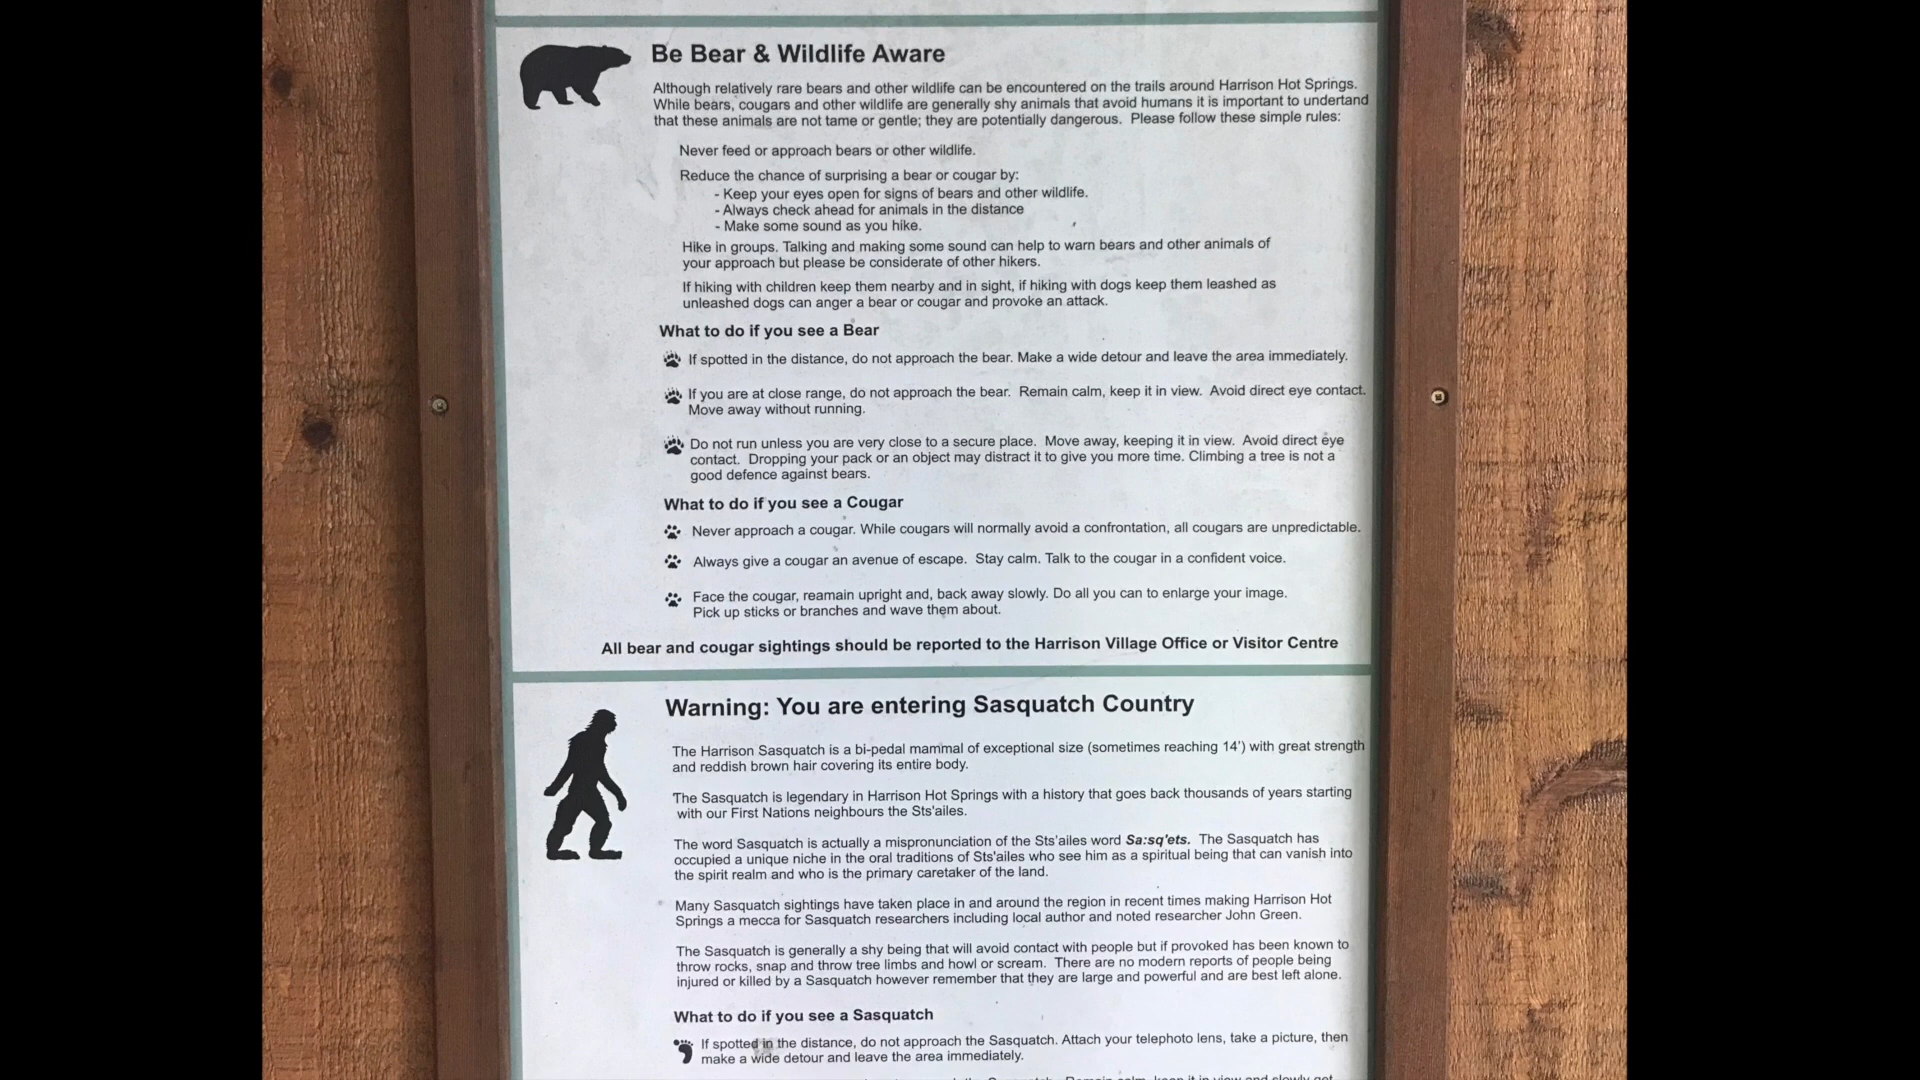 Be Bear & Wildlife Aware
Although relatively rare bears and other wildlife can be encountered on the trails around Harrison Hot Springs.
While bears, cougars and other wildlife are generally shy animals that avoid humans it is important to undertand
that these animals are not tame or gentle; they are potentially dangerous. Please follow these simple rules:
Never feed or approach bears or other wildlife.
Reduce the chance of surprising a bear or cougar by:
- Keep your eyes open for signs of bears and other wildlife.
- Always check ahead for animals in the distance
- Make some sound as you hike.
Hike in groups. Talking and making some sound can help to warn bears and other animals of
your approach but please be considerate of other hikers.
If hiking with children keep them nearby and in sight, if hiking with dogs keep them leashed as
unleashed dogs can anger a bear or cougar and provoke an attack.
What to do if you see a Bear
If spotted in the distance, do not approach the bear. Make a wide detour and leave the area immediately.
If you are at close range, do not approach the bear. Remain calm, keep it in view. Avoid direct eye contact.
Move away without running.
Do not run unless you are very close to a secure place. Move away, keeping it in view. Avoid direct eye
contact. Dropping your pack or an object may distract it to give you more time. Climbing a tree is not a
good defence against bears.
What to do if you see a Cougar
Never approach a cougar. While cougars will normally avoid a confrontation, all cougars are unpredictable.
Always give a cougar an avenue of escape. Stay calm. Talk to the cougar in a confident voice.
Face the cougar, reamain upright and, back away slowly. Do all you can to enlarge your image.
Pick up sticks or branches and wave them about.
All bear and cougar sightings should be reported to the Harrison Village Office or Visitor Centre
Warning: You are entering Sasquatch Country
The Harrison Sasquatch is a bi-pedal mammal of exceptional size (sometimes reaching 14') with great strength
and reddish brown hair covering its entire body.
The Sasquatch is legendary in Harrison Hot Springs with a history that goes back thousands of years starting
with our First Nations neighbours the Sts'ailes.
The word Sasquatch is actually a mispronunciation of the Sts'ailes word Sa:sq'ets. The Sasquatch has
occupied a unique niche in the oral traditions of Sts'ailes who see him as a spiritual being that can vanish into
the spirit realm and who is the primary caretaker of the land.
Many Sasquatch sightings have taken place in and around the region in recent times making Harrison Hot
Springs a mecca for Sasquatch researchers including local author and noted researcher John Green.
The Sasquatch is generally a shy being that will avoid contact with people but if provoked has been known to
throw rocks, snap and throw tree limbs and howl or scream. There are no modern reports of people being
injured or killed by a Sasquatch however remember that they are large and powerful and are best left alone.
What to do if you see a Sasquatch
If spotted in the distance, do not approach the Sasquatch. Attach your telephoto lens, take a picture, then
make a wide detour and leave the area immediately.